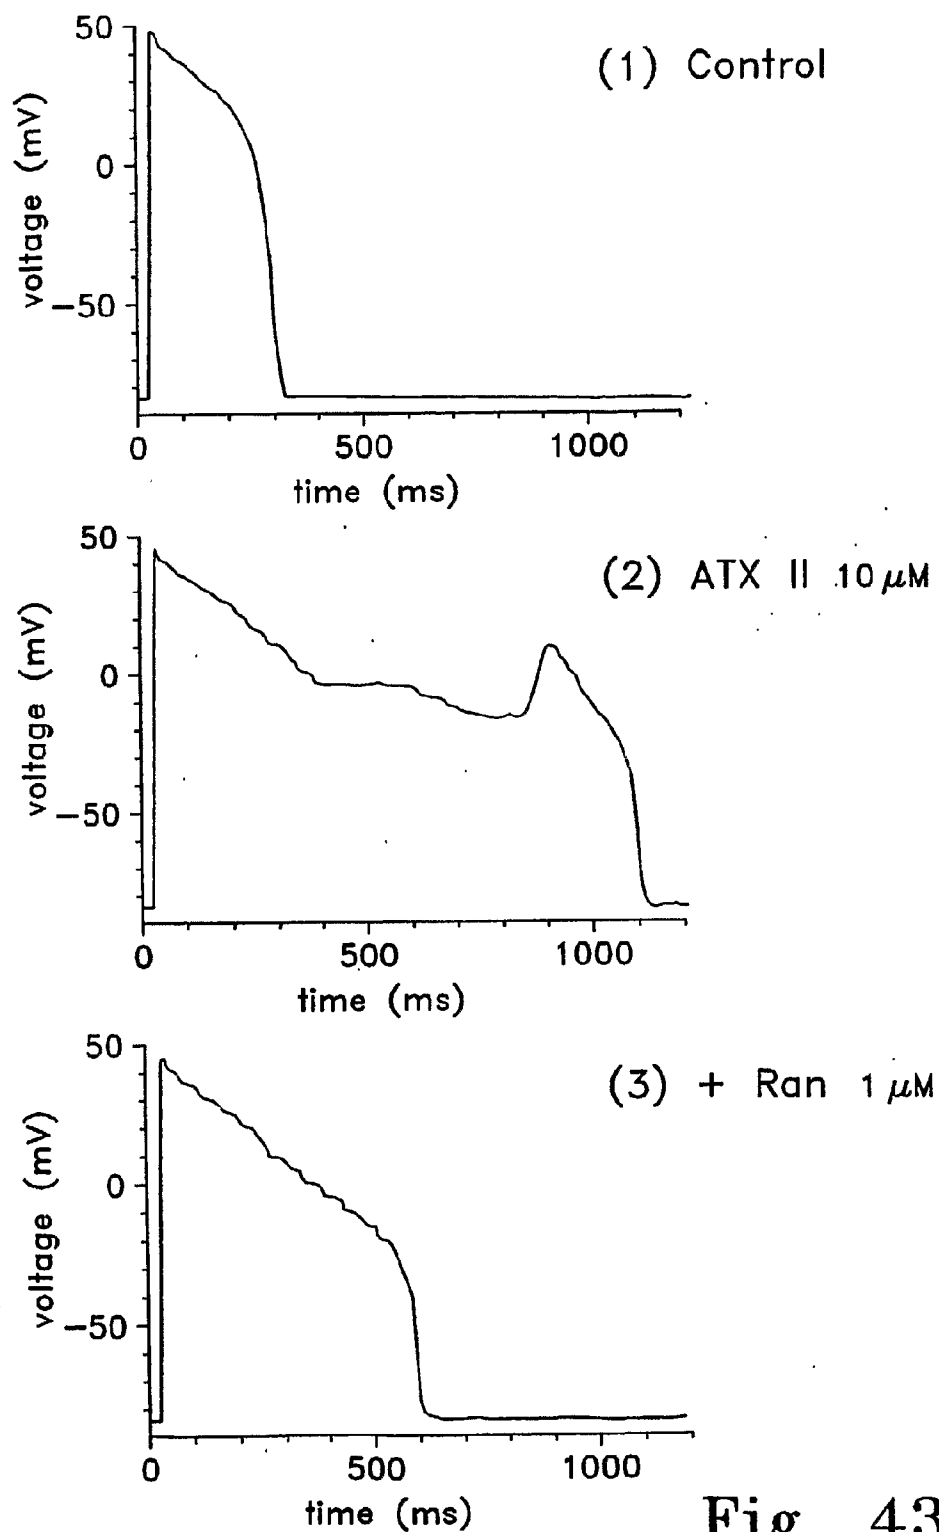 (1) Control
50
0
−50
voltage (mV)
0 500 1000
time (ms)
(2) ATX II 10 μM
50
0
−50
voltage (mV)
0 500 1000
time (ms)
(3) + Ran 1 μM
50
0
−50
voltage (mV)
0 500 1000
time (ms)
Fig. 43